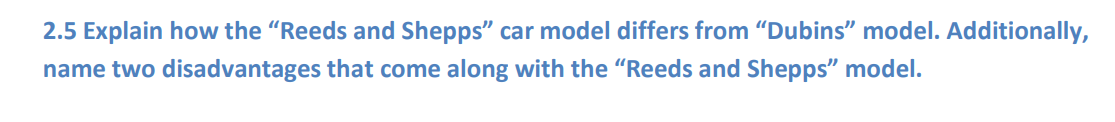 2.5 Explain how the “Reeds and Shepps” car model differs from “Dubins” model. Additionally,
name two disadvantages that come along with the “Reeds and Shepps” model.